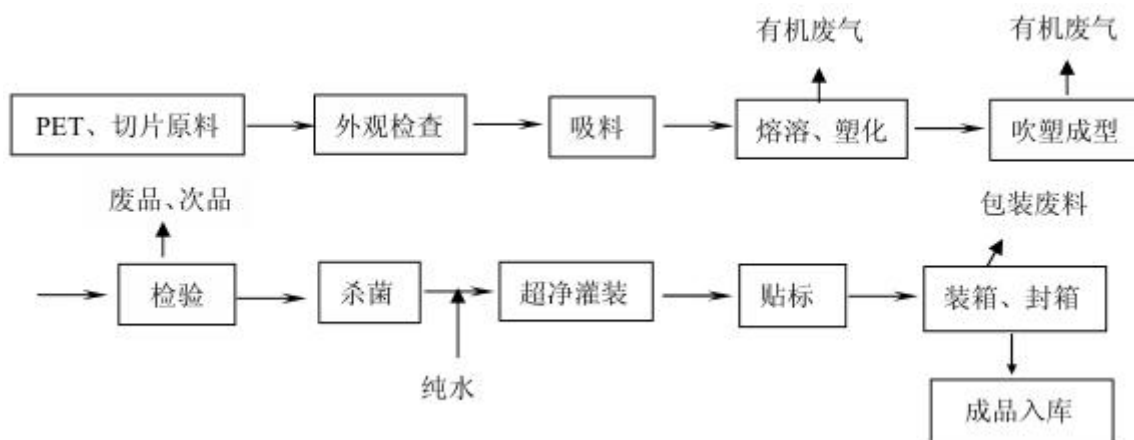 有机废气
有机废气
PET、切片原料
外观检查
吸料
熔溶、塑化
吹塑成型
废品、次品
包装废料
检验
杀菌
超净灌装
贴标
装箱、封箱
纯水
成品入库